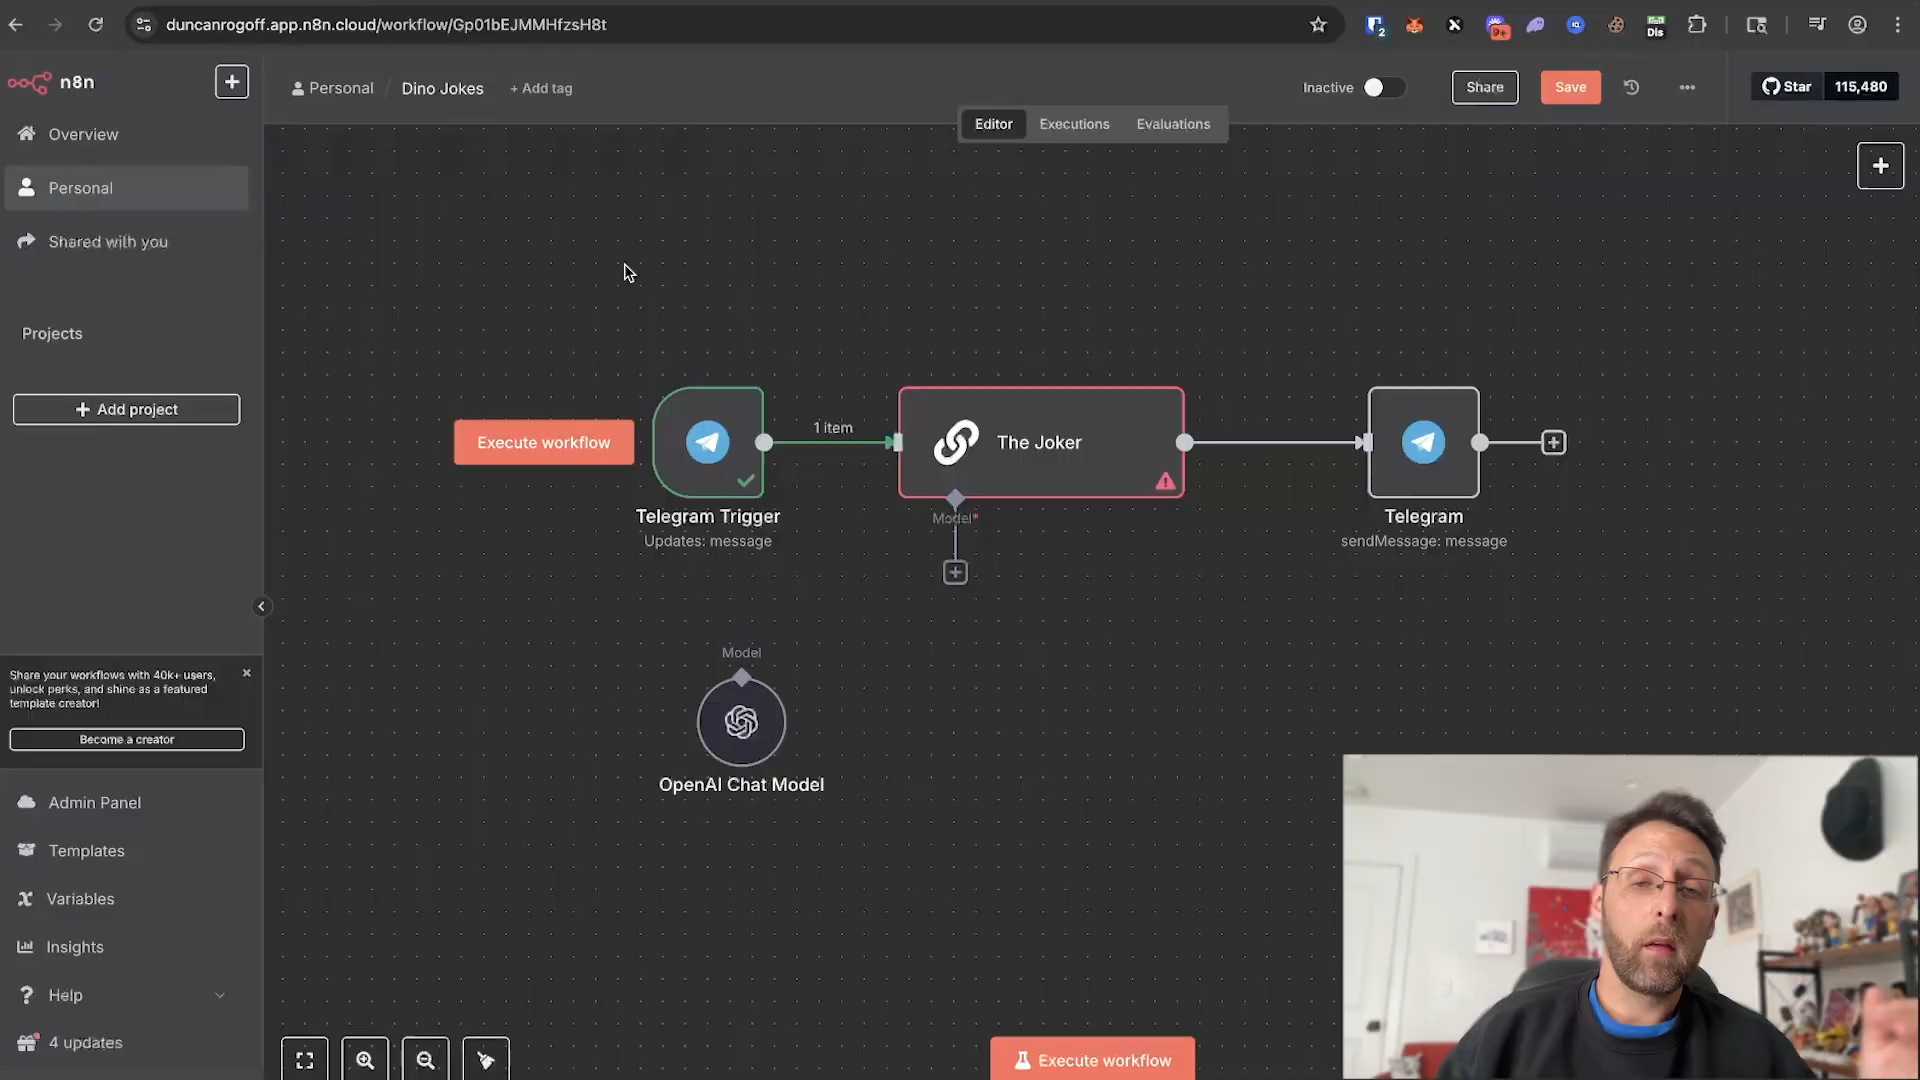 duncanrogoff.app.n8n.cloud/workflow/Gp01bEJMMHfzsH8t
2
9+
Dis
n8n
Personal / Dino Jokes + Add tag
Inactive
Share
Save
Star 115,480
Editor Executions Evaluations
Overview
Personal
Shared with you
Projects
+ Add project
Execute workflow
1 item
The Joker
Model*
Telegram Trigger
Updates: message
Telegram
sendMessage: message
Model
OpenAI Chat Model
Share your workflows with 40k+ users,
unlock perks, and shine as a featured
template creator!
Become a creator
Admin Panel
Templates
Variables
Insights
Help
4 updates
Execute workflow